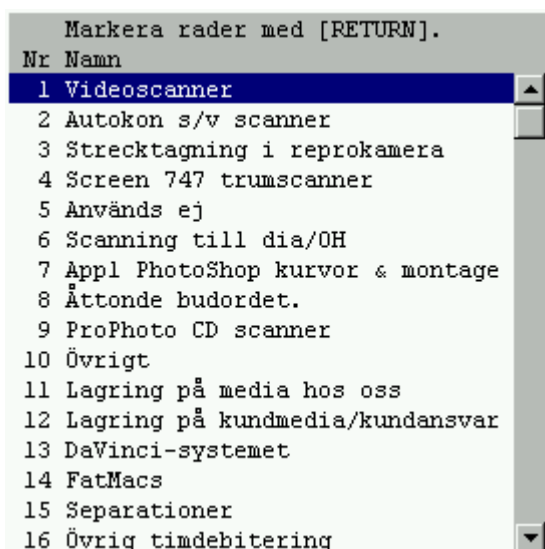 Markera rader med [RETURN].
Nr Namn
1 Videoscanner
2 Autokon s/v scanner
3 Strecktagning i reprokamera
4 Screen 747 trumscanner
5 Används ej
6 Scanning till dia/OH
7 Appl PhotoShop kurvor & montage
8 Åttonde budordet.
9 ProPhoto CD scanner
10 Övrigt
11 Lagring på media hos oss
12 Lagring på kundmedia/kundansvar
13 DaVinci-systemet
14 FatMacs
15 Separationer
16 Övrig timdebitering